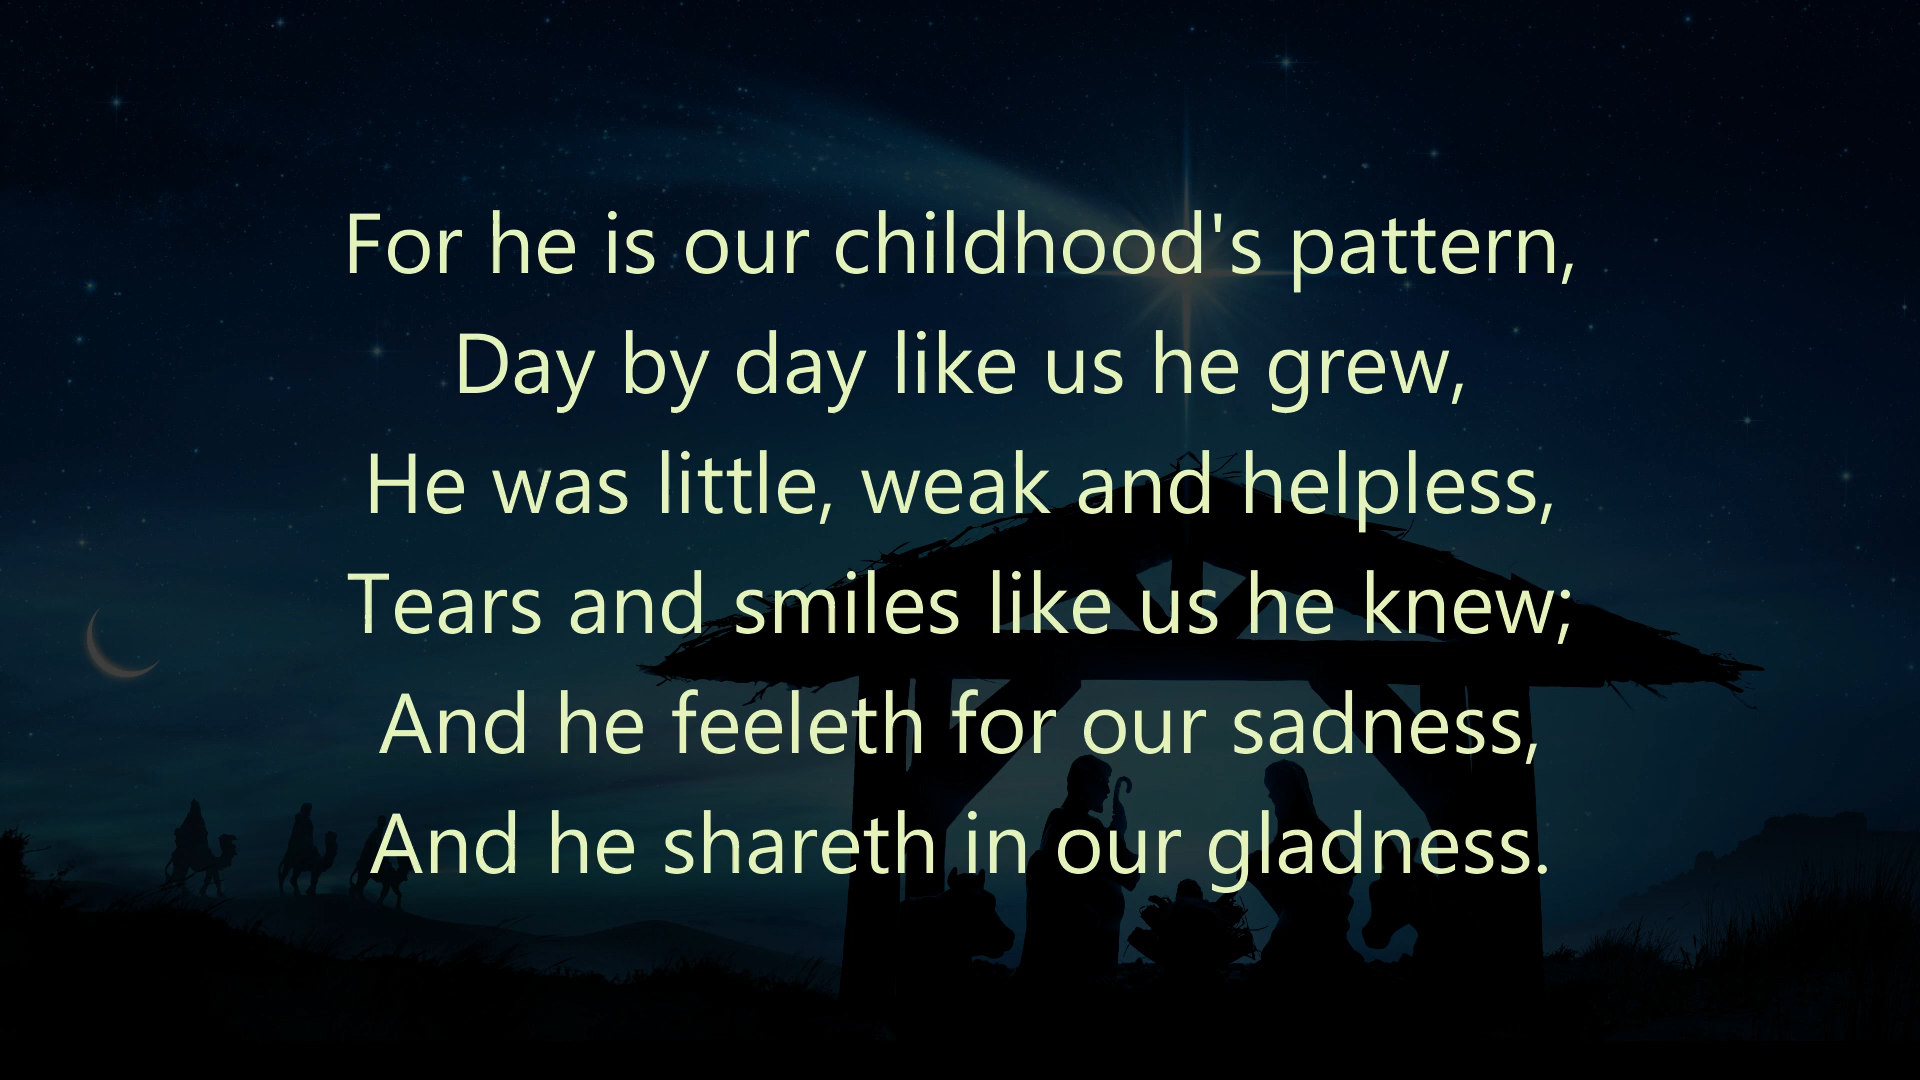 For he is our childhood's pattern,
Day by day like us he grew,
He was little, weak and helpless,
Tears and smiles like us he knew;
And he feeleth for our sadness,
And he shareth in our gladness.